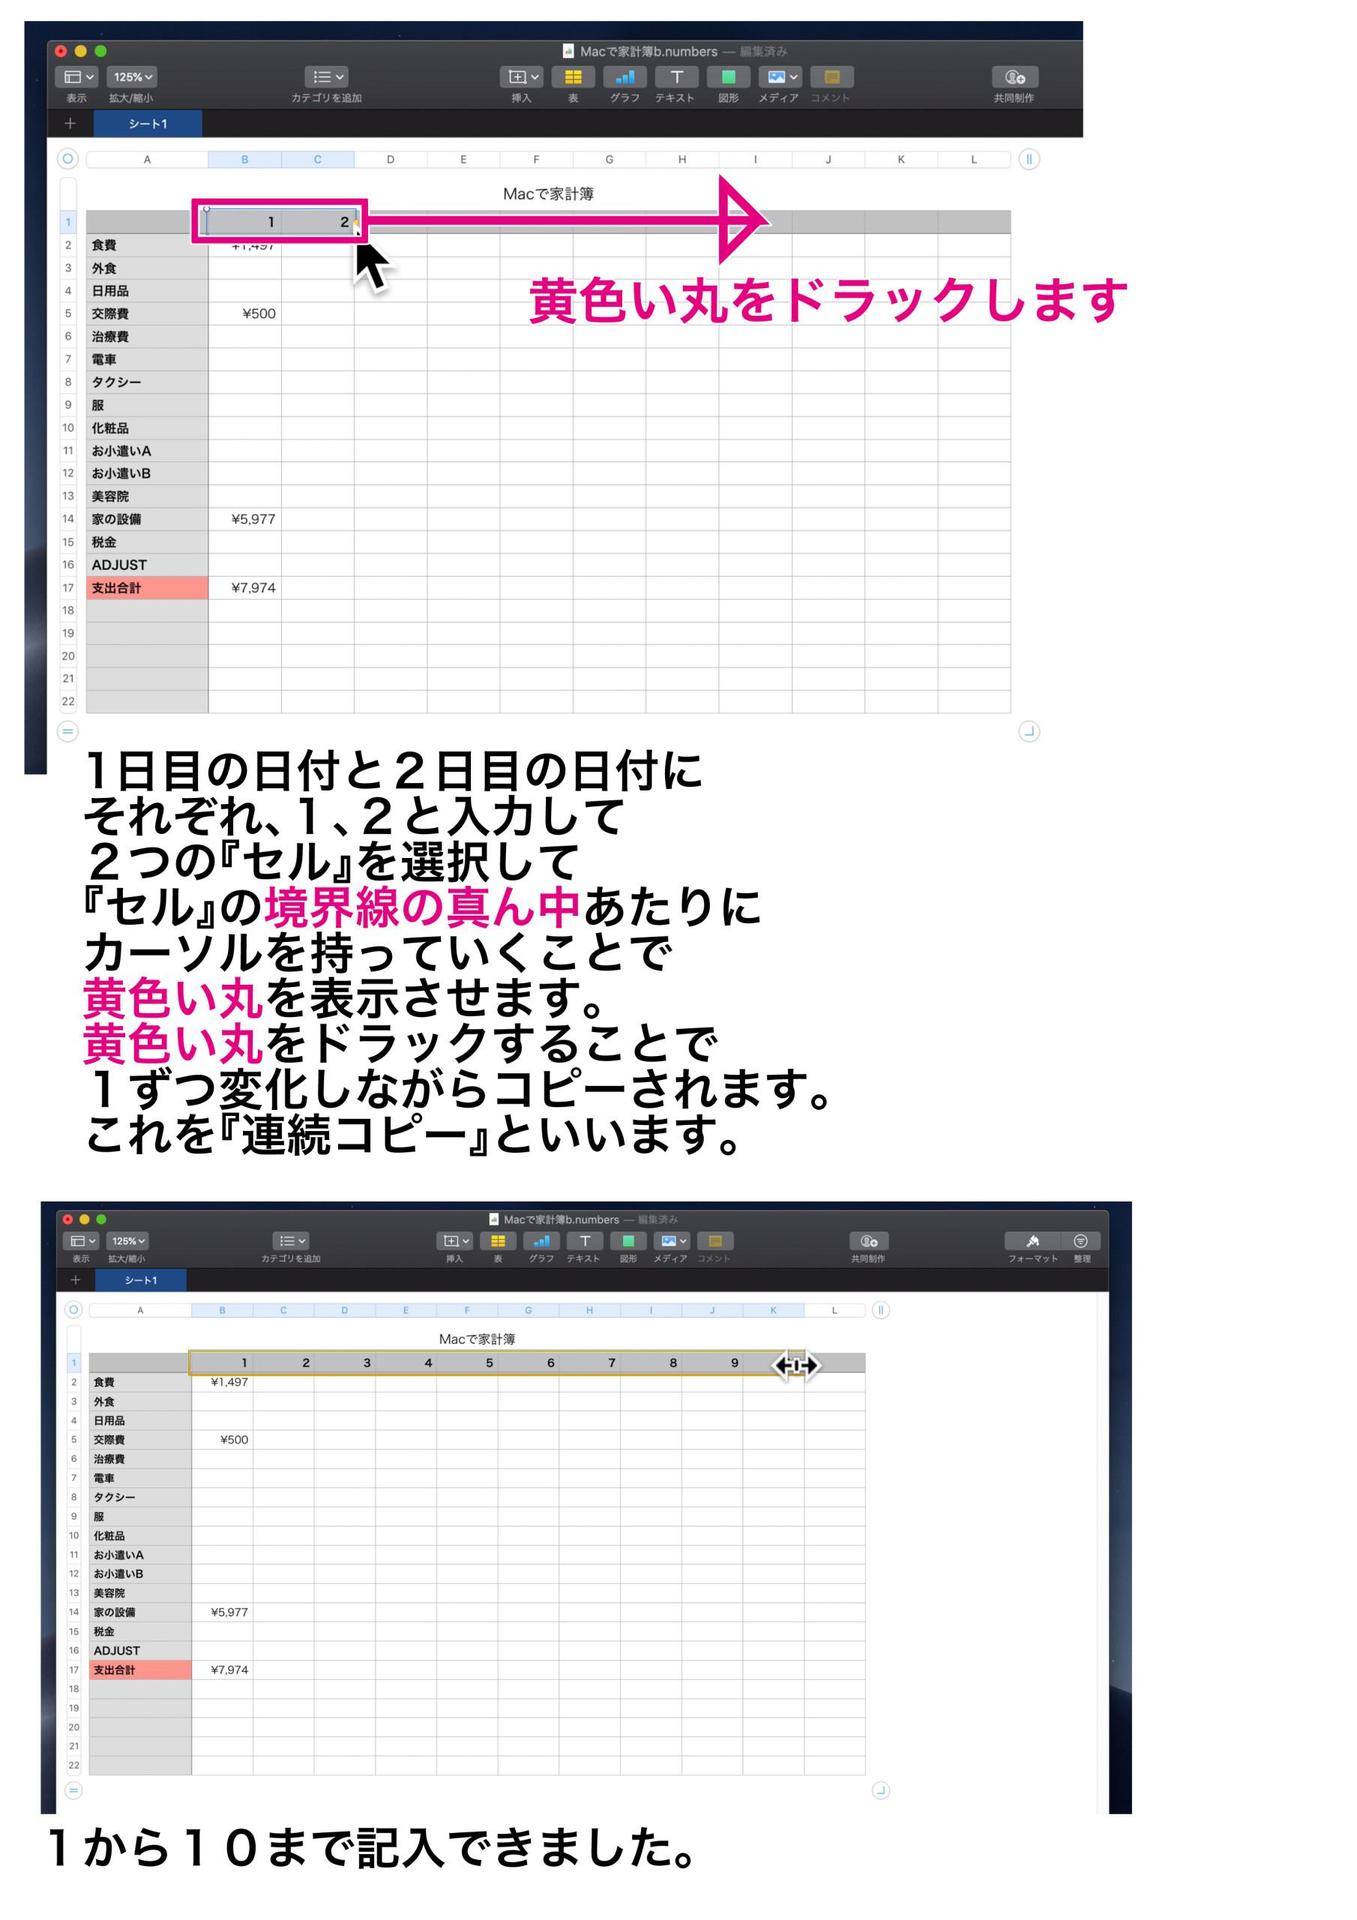 Macで家計簿b.numbers — 編集済み
125%
表示 拡大/縮小 カテゴリを追加 挿入 表 グラフ テキスト 図形 メディア コメント 共同制作
+ シート1
A B C D E F G H I J K L
Macで家計簿
1 1 2
2 食費 ¥1,497
3 外食
4 日用品
黄色い丸をドラックします
5 交際費 ¥500
6 治療費
7 電車
8 タクシー
9 服
10 化粧品
11 お小遣いA
12 お小遣いB
13 美容院
14 家の設備 ¥5,977
15 税金
16 ADJUST
17 支出合計 ¥7,974
18
19
20
21
22
1日目の日付と２日目の日付に
それぞれ、1、2と入力して
２つの『セル』を選択して
『セル』の境界線の真ん中あたりに
カーソルを持っていくことで
黄色い丸を表示させます。
黄色い丸をドラックすることで
１ずつ変化しながらコピーされます。
これを『連続コピー』といいます。
Macで家計簿b.numbers — 編集済み
125%
表示 拡大/縮小 カテゴリを追加 挿入 表 グラフ テキスト 図形 メディア コメント 共同制作 フォーマット 整理
+ シート1
A B C D E F G H I J K L
Macで家計簿
1 1 2 3 4 5 6 7 8 9
2 食費 ¥1,497
3 外食
4 日用品
5 交際費 ¥500
6 治療費
7 電車
8 タクシー
9 服
10 化粧品
11 お小遣いA
12 お小遣いB
13 美容院
14 家の設備 ¥5,977
15 税金
16 ADJUST
17 支出合計 ¥7,974
18
19
20
21
22
１から１０まで記入できました。